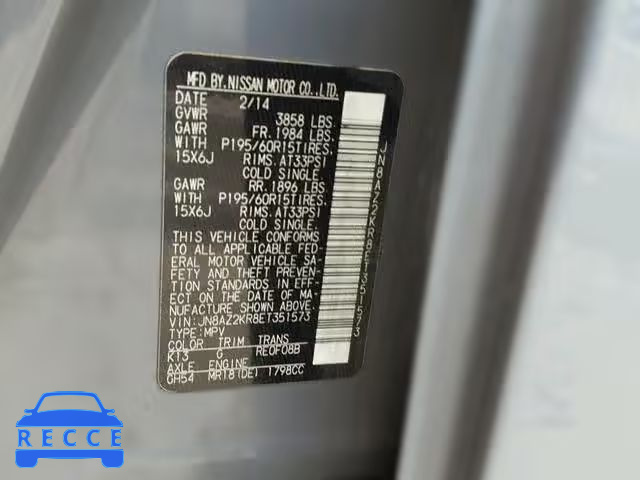 MFD BY.NISSAN MOTOR CO.,LTD.
DATE 2/14
GVWR 3858 LBS.
GAWR FR.1984 LBS.
WITH P195/60R15TIRES.
15X6J RIMS.AT33PSI
COLD SINGLE.
GAWR RR.1896 LBS.
WITH P195/60R15TIRES.
15X6J RIMS.AT33PSI
COLD SINGLE.
THIS VEHICLE CONFORMS
TO ALL APPLICABLE FED-
ERAL MOTOR VEHICLE SA-
FETY AND THEFT PREVEN-
TION STANDARDS IN EFFE-
CT ON THE DATE OF MA-
NUFACTURE SHOWN ABOVE.
VIN:JN8AZ2KR8ET351573
TYPE:MPV
COLOR TRIM TRANS
KT3 G RE0F08B
AXLE ENGINE
GH54 MR18(DE) 1798CC
JN8AZ2KR8ET351573
RECCE